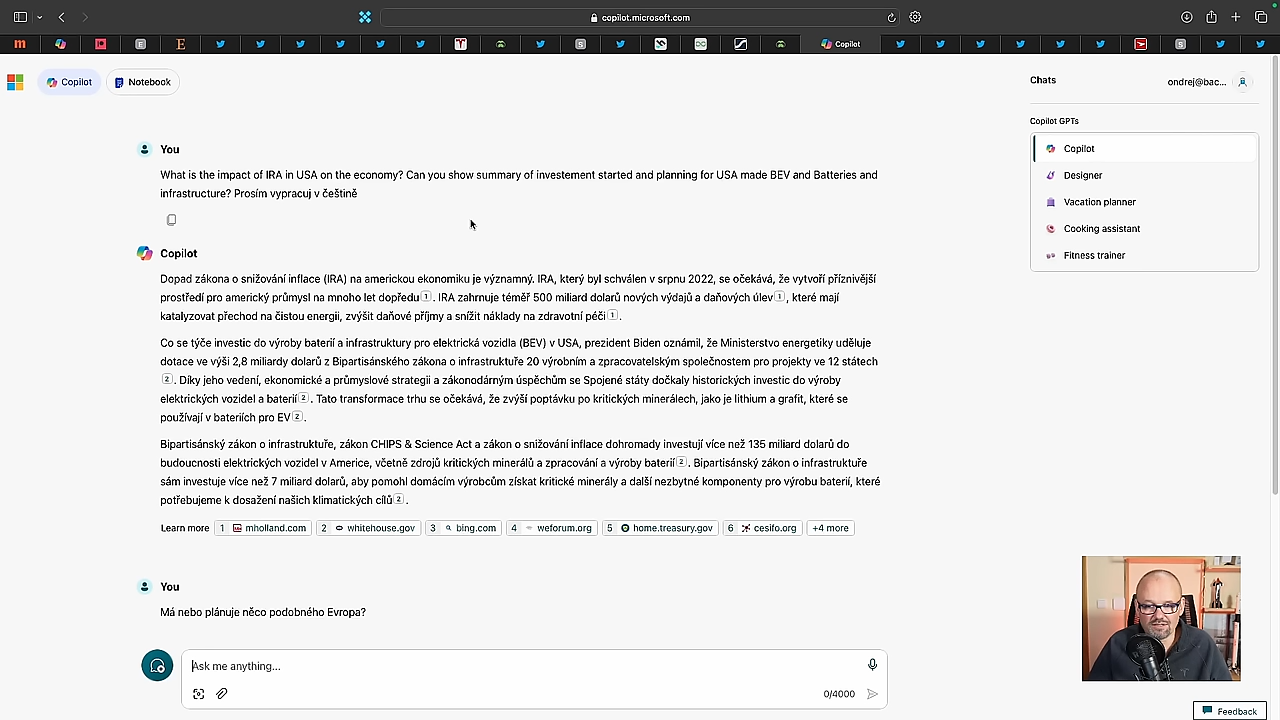 copilot.microsoft.com
Copilot
Copilot
Notebook
Chats
ondrej@bac...
Copilot GPTs
Copilot
Designer
Vacation planner
Cooking assistant
Fitness trainer
You
What is the impact of IRA in USA on the economy? Can you show summary of investement started and planning for USA made BEV and Batteries and
infrastructure? Prosím vypracuj v češtině
Copilot
Dopad zákona o snižování inflace (IRA) na americkou ekonomiku je významný. IRA, který byl schválen v srpnu 2022, se očekává, že vytvoří příznivější
prostředí pro americký průmysl na mnoho let dopředu 1. IRA zahrnuje téměř 500 miliard dolarů nových výdajů a daňových úlev 1, které mají
katalyzovat přechod na čistou energii, zvýšit daňové příjmy a snížit náklady na zdravotní péči 1.
Co se týče investic do výroby baterií a infrastruktury pro elektrická vozidla (BEV) v USA, prezident Biden oznámil, že Ministerstvo energetiky uděluje
dotace ve výši 2,8 miliardy dolarů z Bipartisánského zákona o infrastruktuře 20 výrobním a zpracovatelským společnostem pro projekty ve 12 státech
2. Díky jeho vedení, ekonomické a průmyslové strategii a zákonodárným úspěchům se Spojené státy dočkaly historických investic do výroby
elektrických vozidel a baterií 2. Tato transformace trhu se očekává, že zvýší poptávku po kritických minerálech, jako je lithium a grafit, které se
používají v bateriích pro EV 2.
Bipartisánský zákon o infrastruktuře, zákon CHIPS & Science Act a zákon o snižování inflace dohromady investují více než 135 miliard dolarů do
budoucnosti elektrických vozidel v Americe, včetně zdrojů kritických minerálů a zpracování a výroby baterií 2. Bipartisánský zákon o infrastruktuře
sám investuje více než 7 miliard dolarů, aby pomohl domácím výrobcům získat kritické minerály a další nezbytné komponenty pro výrobu baterií, které
potřebujeme k dosažení našich klimatických cílů 2.
Learn more 1 mholland.com 2 whitehouse.gov 3 bing.com 4 weforum.org 5 home.treasury.gov 6 cesifo.org +4 more
You
Má nebo plánuje něco podobného Evropa?
Ask me anything...
0/4000
Feedback